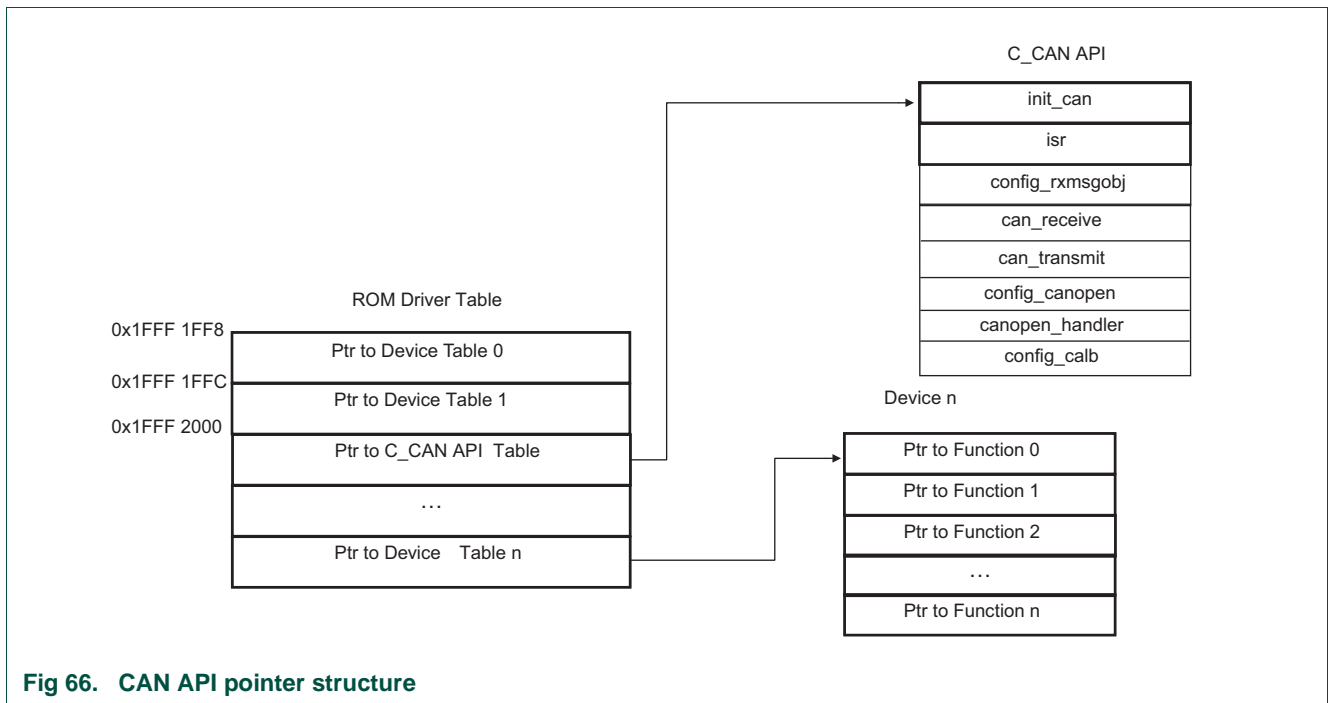 C_CAN API
init_can
isr
config_rxmsgobj
can_receive
can_transmit
config_canopen
canopen_handler
config_calb
ROM Driver Table
0x1FFF 1FF8
Ptr to Device Table 0
0x1FFF 1FFC
Ptr to Device Table 1
0x1FFF 2000
Ptr to C_CAN API Table
…
Ptr to Device Table n
Device n
Ptr to Function 0
Ptr to Function 1
Ptr to Function 2
…
Ptr to Function n
Fig 66. CAN API pointer structure